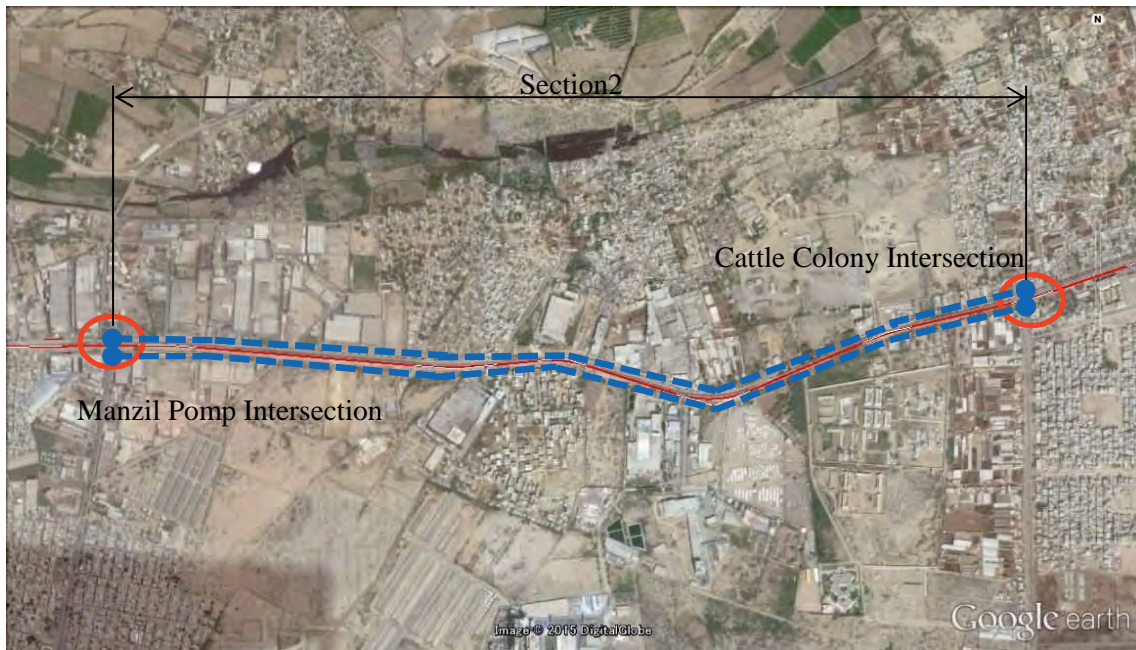 N
Section2
Cattle Colony Intersection
Manzil Pomp Intersection
Google earth
Image © 2015 DigitalGlobe